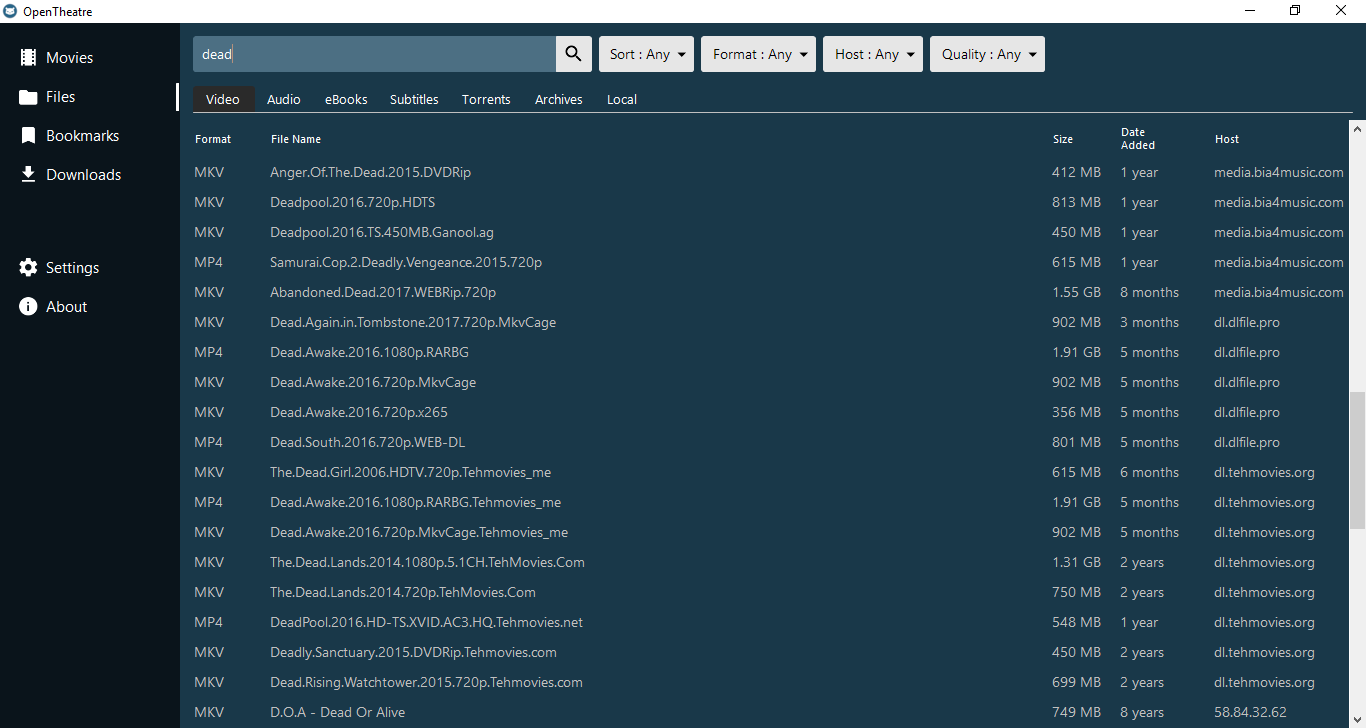 OpenTheatre
Movies
Files
Bookmarks
Downloads
Settings
About
dead
Sort : Any
Format : Any
Host : Any
Quality : Any
Video Audio eBooks Subtitles Torrents Archives Local
Format File Name Size Date Added Host
MKV Anger.Of.The.Dead.2015.DVDRip 412 MB 1 year media.bia4music.com
MKV Deadpool.2016.720p.HDTS 813 MB 1 year media.bia4music.com
MKV Deadpool.2016.TS.450MB.Ganool.ag 450 MB 1 year media.bia4music.com
MP4 Samurai.Cop.2.Deadly.Vengeance.2015.720p 615 MB 1 year media.bia4music.com
MKV Abandoned.Dead.2017.WEBRip.720p 1.55 GB 8 months media.bia4music.com
MKV Dead.Again.in.Tombstone.2017.720p.MkvCage 902 MB 3 months dl.dlfile.pro
MP4 Dead.Awake.2016.1080p.RARBG 1.91 GB 5 months dl.dlfile.pro
MKV Dead.Awake.2016.720p.MkvCage 902 MB 5 months dl.dlfile.pro
MKV Dead.Awake.2016.720p.x265 356 MB 5 months dl.dlfile.pro
MP4 Dead.South.2016.720p.WEB-DL 801 MB 5 months dl.dlfile.pro
MKV The.Dead.Girl.2006.HDTV.720p.Tehmovies_me 615 MB 6 months dl.tehmovies.org
MP4 Dead.Awake.2016.1080p.RARBG.Tehmovies_me 1.91 GB 5 months dl.tehmovies.org
MKV Dead.Awake.2016.720p.MkvCage.Tehmovies_me 902 MB 5 months dl.tehmovies.org
MKV The.Dead.Lands.2014.1080p.5.1CH.TehMovies.Com 1.31 GB 2 years dl.tehmovies.org
MKV The.Dead.Lands.2014.720p.TehMovies.Com 750 MB 2 years dl.tehmovies.org
MP4 DeadPool.2016.HD-TS.XVID.AC3.HQ.Tehmovies.net 548 MB 1 year dl.tehmovies.org
MKV Deadly.Sanctuary.2015.DVDRip.Tehmovies.com 450 MB 2 years dl.tehmovies.org
MKV Dead.Rising.Watchtower.2015.720p.Tehmovies.com 699 MB 2 years dl.tehmovies.org
MKV D.O.A - Dead Or Alive 749 MB 8 years 58.84.32.62